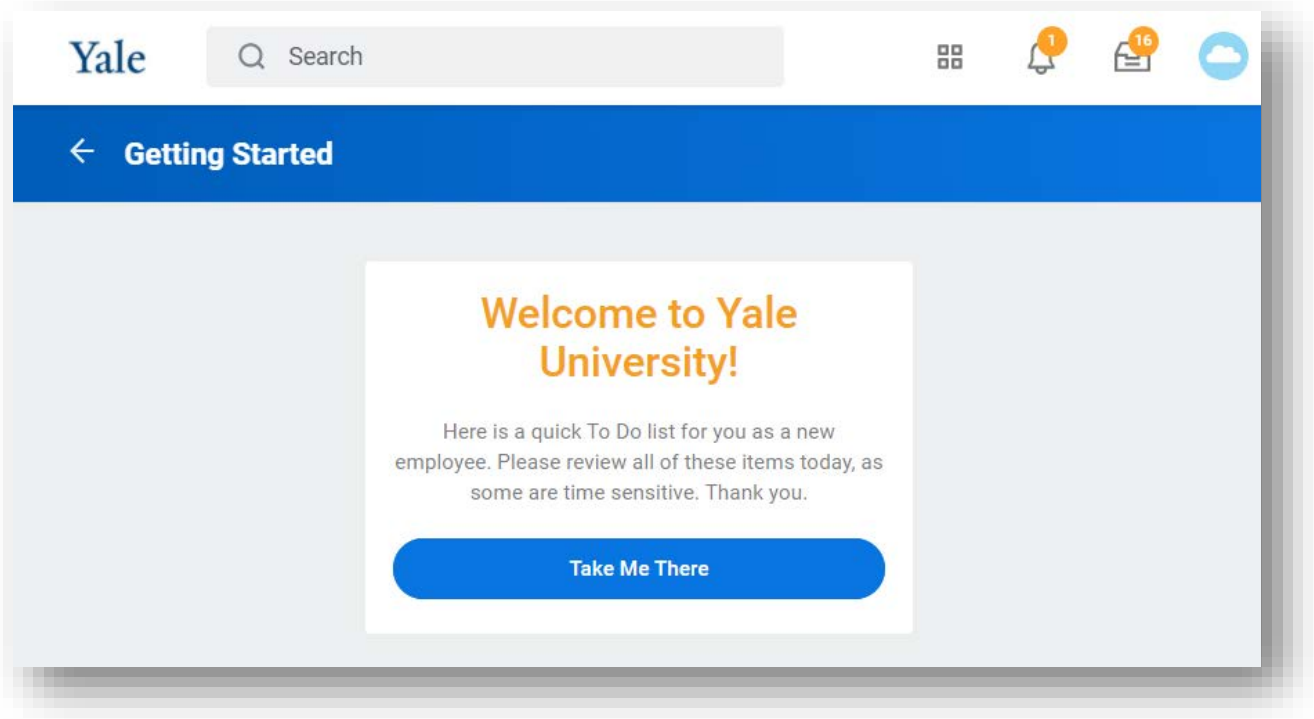 Yale
Search
1
16
Getting Started
Welcome to Yale
University!
Here is a quick To Do list for you as a new
employee. Please review all of these items today, as
some are time sensitive. Thank you.
Take Me There